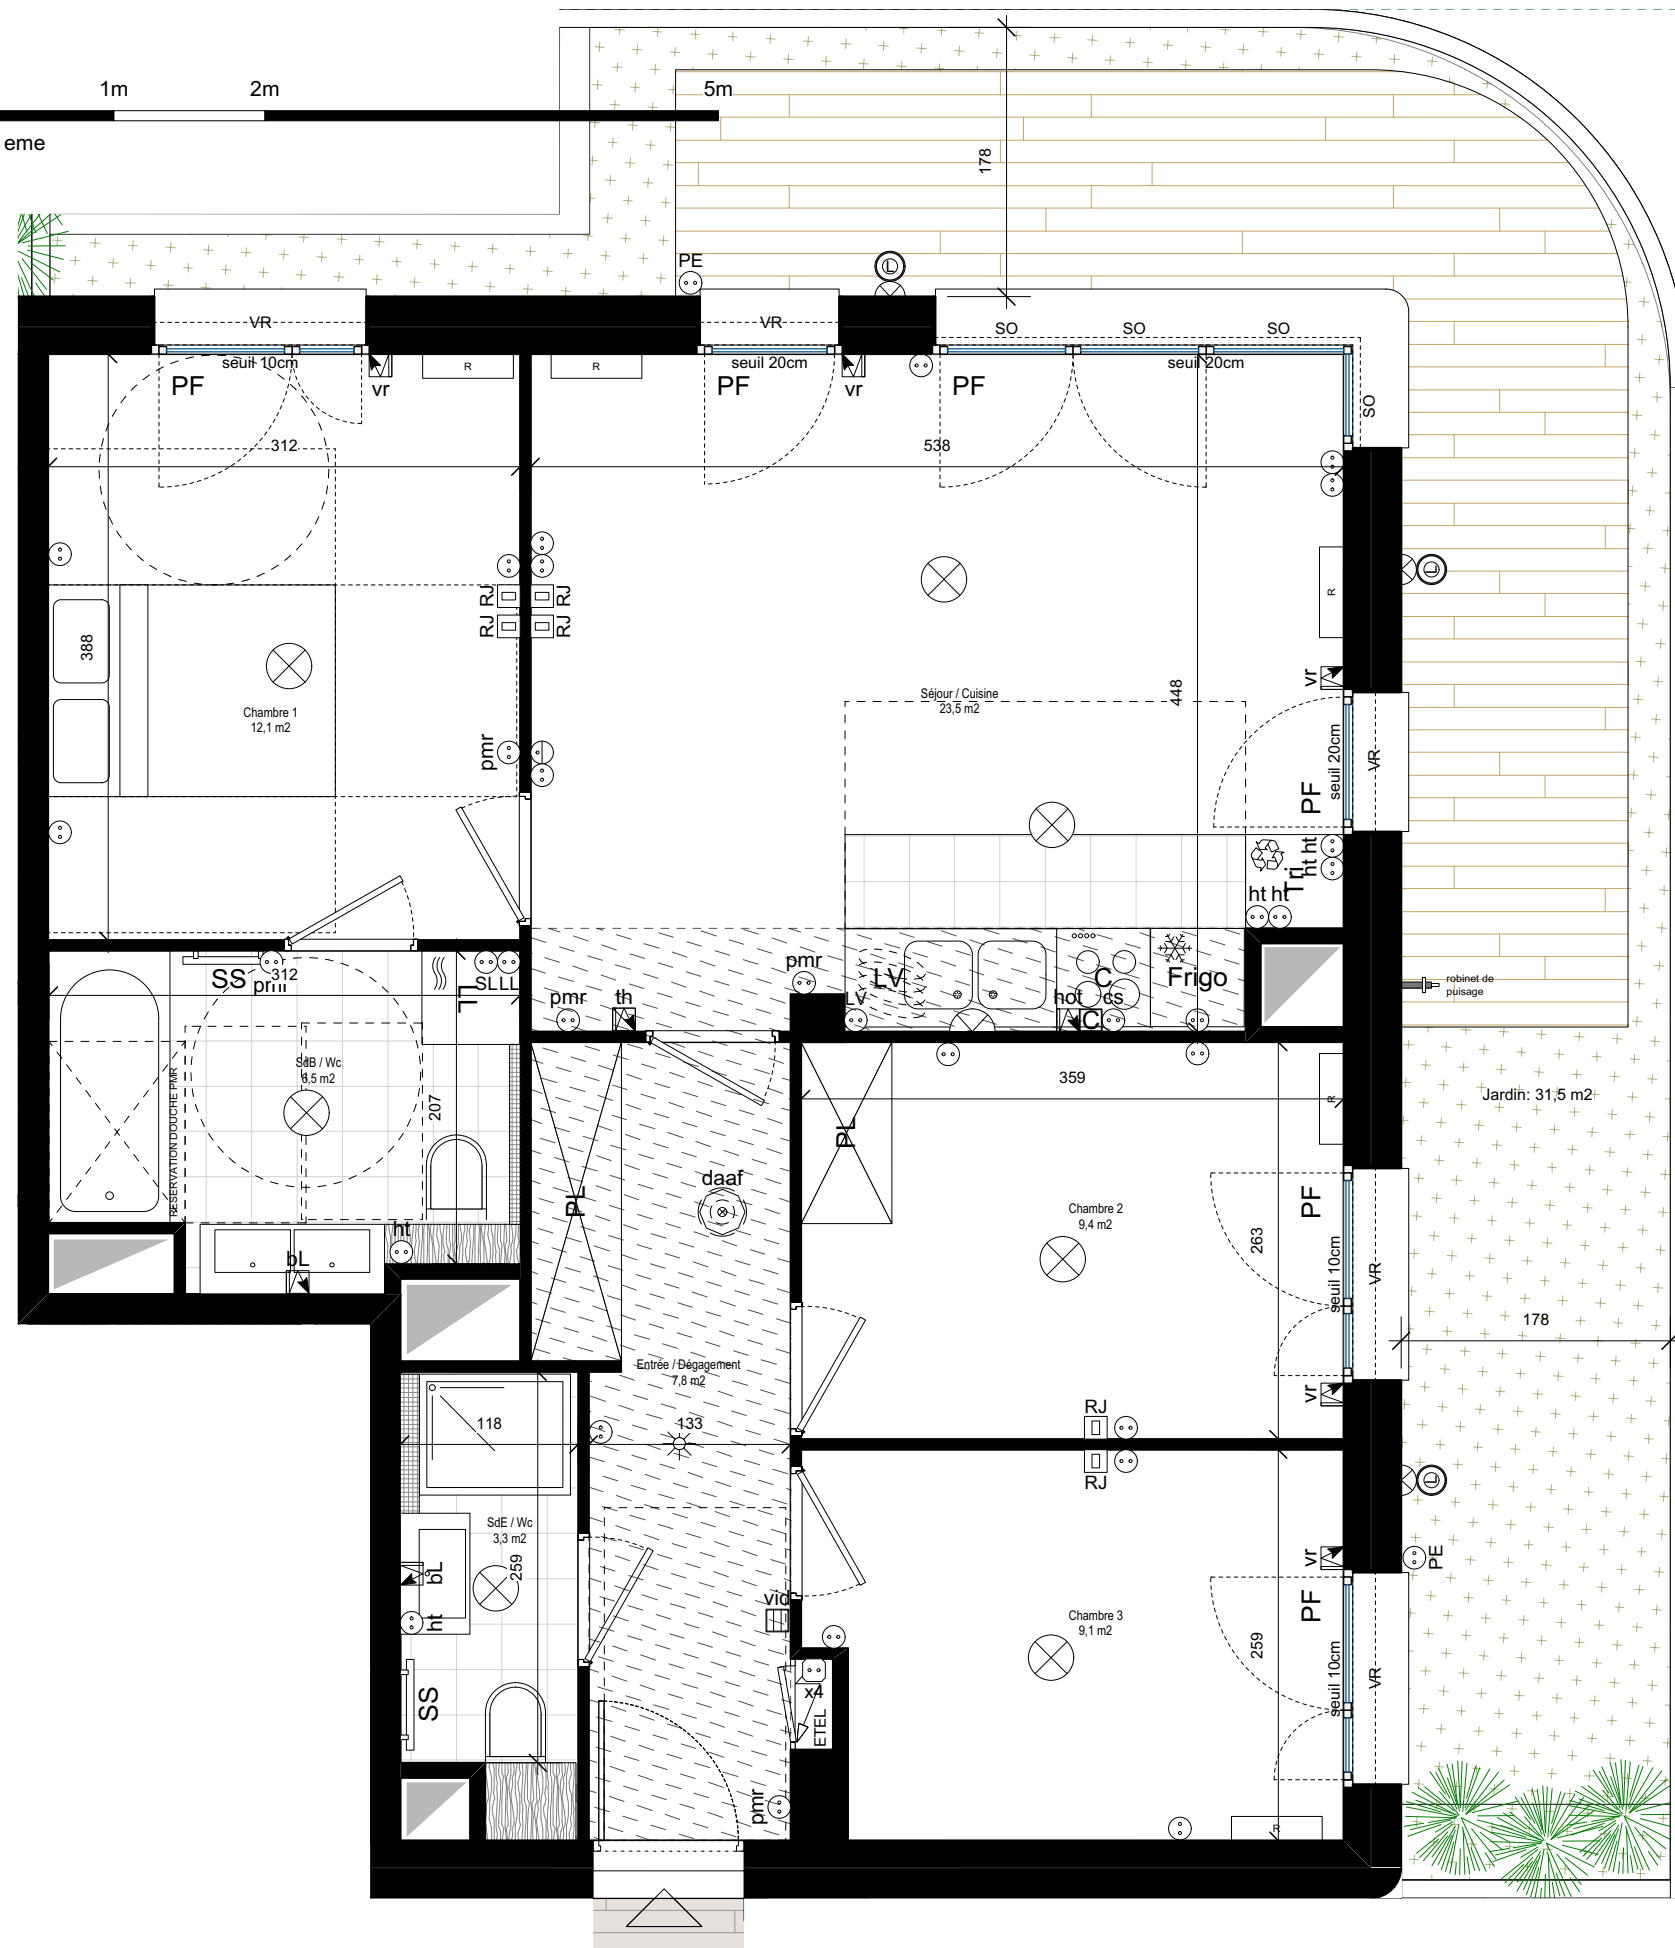 1m 2m 5m
eme
178
PE
L
VR VR SO SO SO
seuil 10cm seuil 20cm seuil 20cm
PF vr R R PF vr PF
SO
312 538
RJ RJ
RJ RJ
L
R
388
448
vr
Chambre 1
12,1 m2
Séjour / Cuisine
23,5 m2
pmr
seuil 20cm
VR
PF
ht ht
Tri
ht ht
SS pmr 312 SLLL
LL
pmr
pmr th
LV
LV
C
hot cs
C
Frigo
robinet de
puisage
SdB / Wc
6,5 m2
RESERVATION DOUCHE PMR
207
359
R
Jardin: 31,5 m2
PL
PL
daaf
ht
bL
Chambre 2
9,4 m2
PF
263
seuil 10cm
VR
178
Entrée / Dégagement
7,8 m2
vr
118 133
RJ
RJ
L
SdE / Wc
3,3 m2
259
bL
ht
vid
vr
PE
PF
Chambre 3
9,1 m2
259
seuil 10cm
VR
SS
x4
ETEL
pmr
R